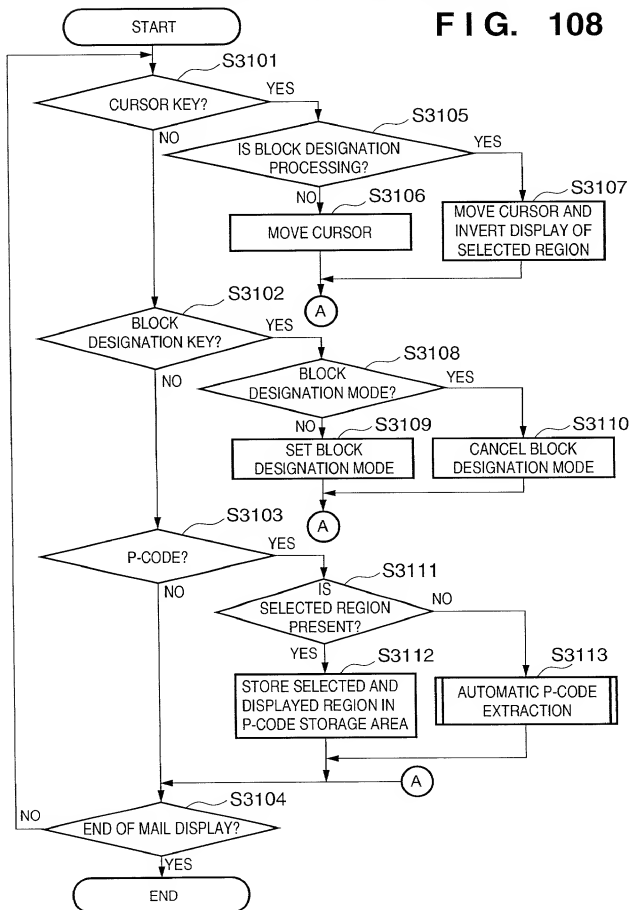 FIG. 108
START
S3101
CURSOR KEY?
YES
NO
S3105
IS BLOCK DESIGNATION
PROCESSING?
YES
NO
S3106
MOVE CURSOR
S3107
MOVE CURSOR AND
INVERT DISPLAY OF
SELECTED REGION
A
S3102
BLOCK
DESIGNATION KEY?
YES
NO
S3108
BLOCK
DESIGNATION MODE?
YES
NO
S3109
SET BLOCK
DESIGNATION MODE
S3110
CANCEL BLOCK
DESIGNATION MODE
A
S3103
P-CODE?
YES
NO
S3111
IS
SELECTED REGION
PRESENT?
NO
YES
S3112
STORE SELECTED AND
DISPLAYED REGION IN
P-CODE STORAGE AREA
S3113
AUTOMATIC P-CODE
EXTRACTION
A
S3104
END OF MAIL DISPLAY?
NO
YES
END